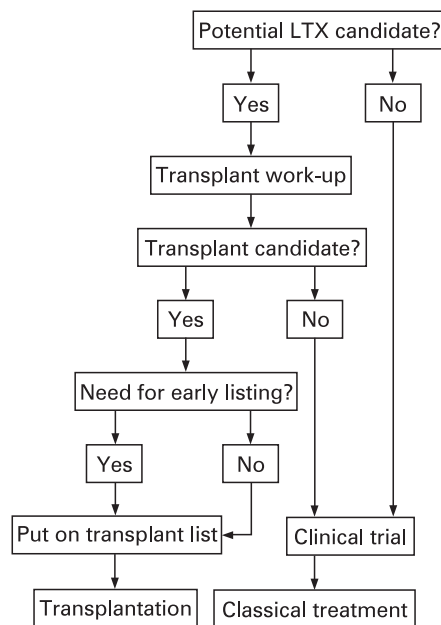 Potential LTX candidate?
Yes
No
Transplant work-up
Transplant candidate?
Yes
No
Need for early listing?
Yes
No
Put on transplant list
Clinical trial
Transplantation
Classical treatment